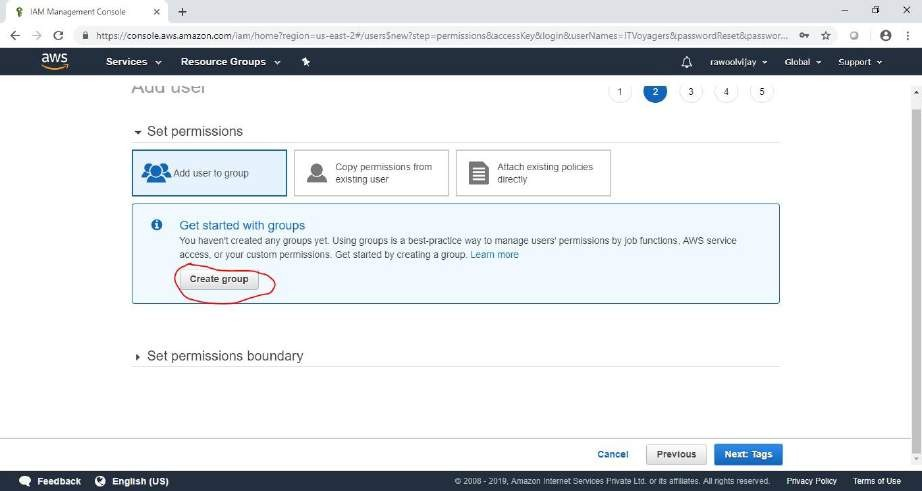 IAM Management Console
https://console.aws.amazon.com/iam/home?region=us-east-2#/users$new?step=permissions&accessKey&login&userNames=ITVoyagers&passwordReset&passwor...
aws Services Resource Groups rawoolvijay Global Support
Add user 1 2 3 4 5
Set permissions
Add user to group
Copy permissions from
existing user
Attach existing policies
directly
Get started with groups
You haven't created any groups yet. Using groups is a best-practice way to manage users' permissions by job functions, AWS service
access, or your custom permissions. Get started by creating a group. Learn more
Create group
Set permissions boundary
Cancel Previous Next: Tags
Feedback English (US) © 2008 - 2019, Amazon Internet Services Private Ltd. or its affiliates. All rights reserved. Privacy Policy Terms of Use